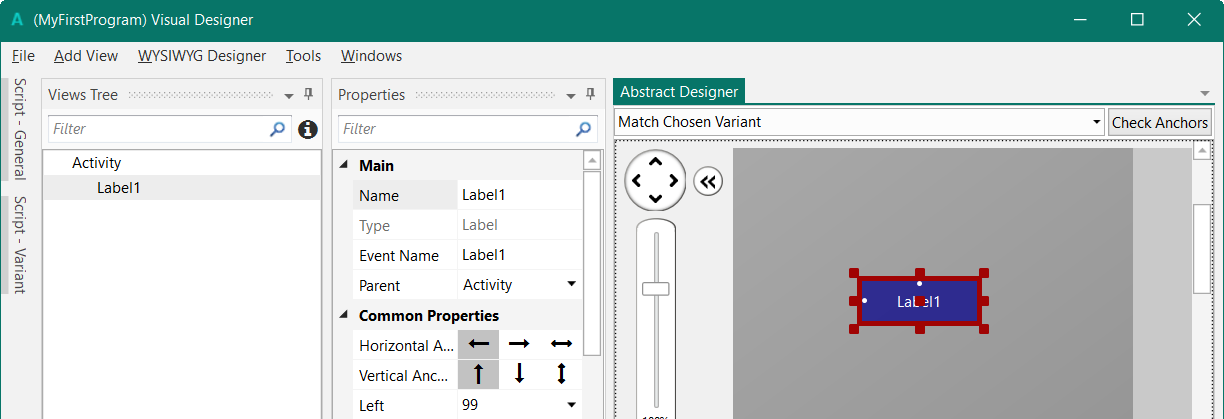 A (MyFirstProgram) Visual Designer
File Add View WYSIWYG Designer Tools Windows
Script - General
Script - Variant
Views Tree
Filter
Activity
Label1
Properties
Filter
Main
Name Label1
Type Label
Event Name Label1
Parent Activity
Common Properties
Horizontal A...
Vertical Anc...
Left 99
Abstract Designer
Match Chosen Variant Check Anchors
Label1